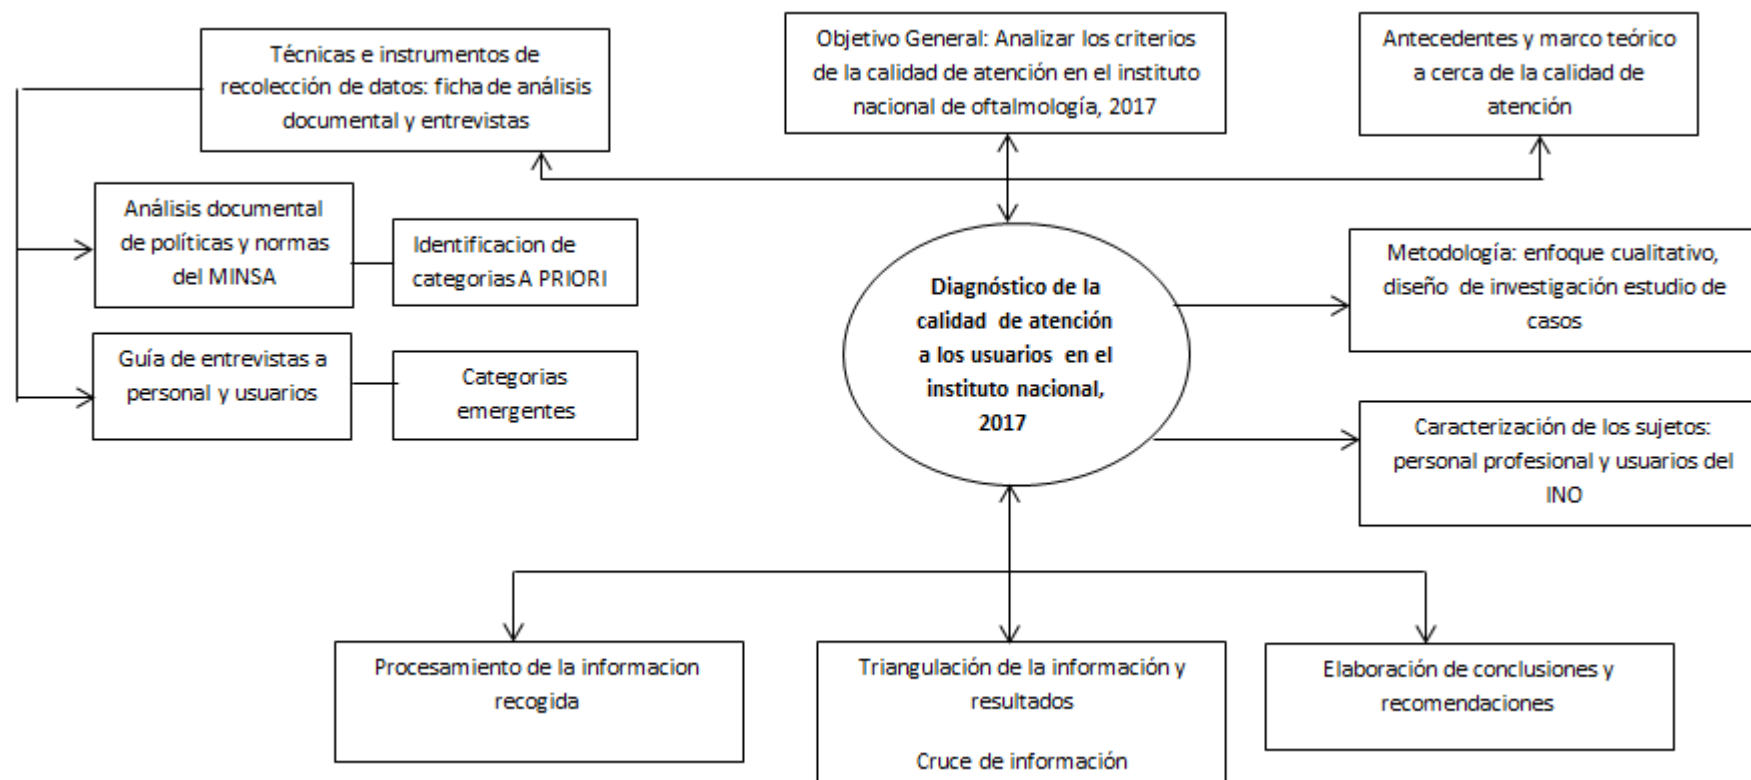 Técnicas e instrumentos de
recolección de datos: ficha de análisis
documental y entrevistas
Objetivo General: Analizar los criterios
de la calidad de atención en el instituto
nacional de oftalmología, 2017
Antecedentes y marco teórico
a cerca de la calidad de
atención
Análisis documental
de políticas y normas
del MINSA
Identificacion de
categorias A PRIORI
Guía de entrevistas a
personal y usuarios
Categorias
emergentes
Diagnóstico de la
calidad de atención
a los usuarios en el
instituto nacional,
2017
Metodología: enfoque cualitativo,
diseño de investigación estudio de
casos
Caracterización de los sujetos:
personal profesional y usuarios del
INO
Procesamiento de la informacion
recogida
Triangulación de la información y
resultados
Cruce de información
Elaboración de conclusiones y
recomendaciones